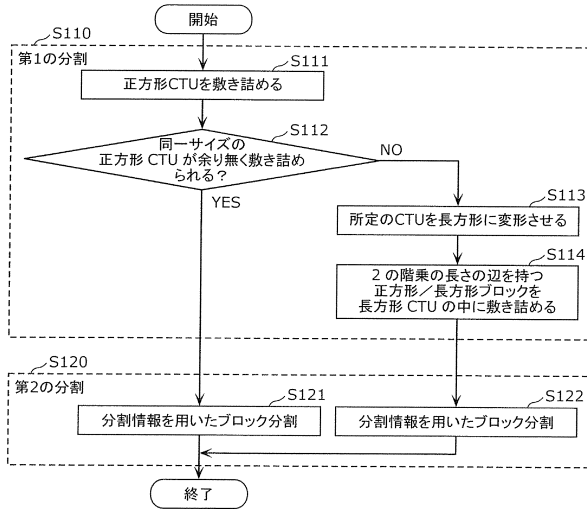 開始
S110
第1の分割
S111
正方形CTUを敷き詰める
S112
同一サイズの
正方形 CTU が余り無く敷き詰め
られる？
NO
YES
S113
所定のCTUを長方形に変形させる
S114
2 の階乗の長さの辺を持つ
正方形／長方形ブロックを
長方形 CTU の中に敷き詰める
S120
第2の分割
S121
分割情報を用いたブロック分割
S122
分割情報を用いたブロック分割
終了